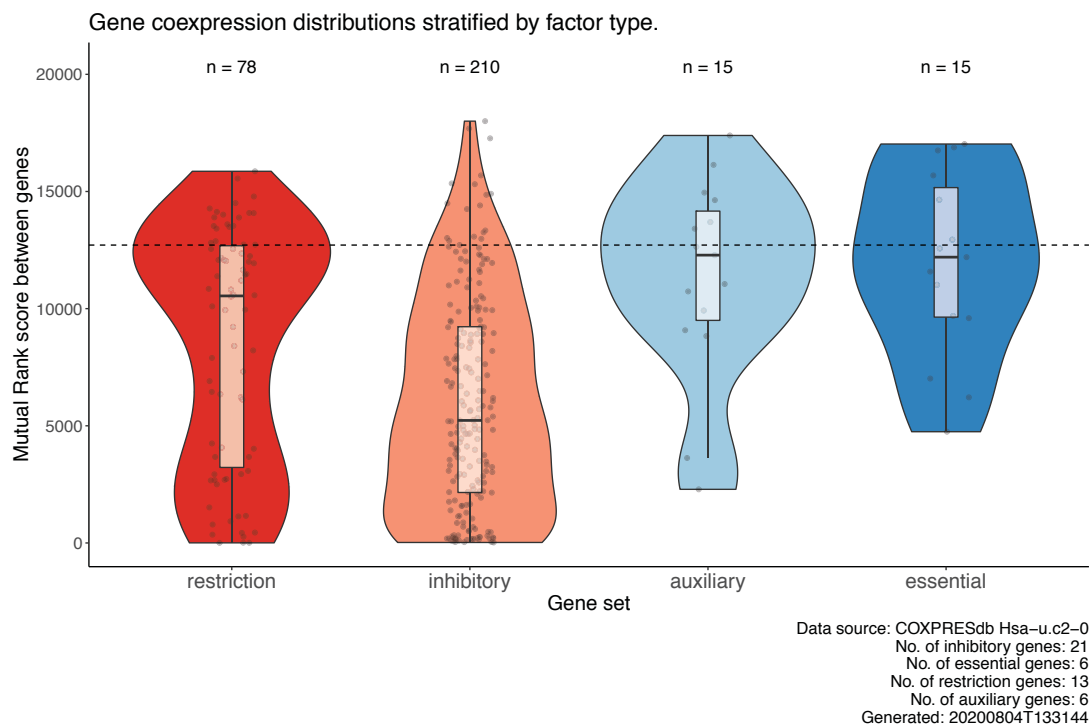 Gene coexpression distributions stratified by factor type.
n = 78 n = 210 n = 15 n = 15
20000
15000
10000
5000
0
Mutual Rank score between genes
restriction inhibitory auxiliary essential
Gene set
Data source: COXPRESdb Hsa−u.c2−0
No. of inhibitory genes: 21
No. of essential genes: 6
No. of restriction genes: 13
No. of auxiliary genes: 6
Generated: 20200804T133144